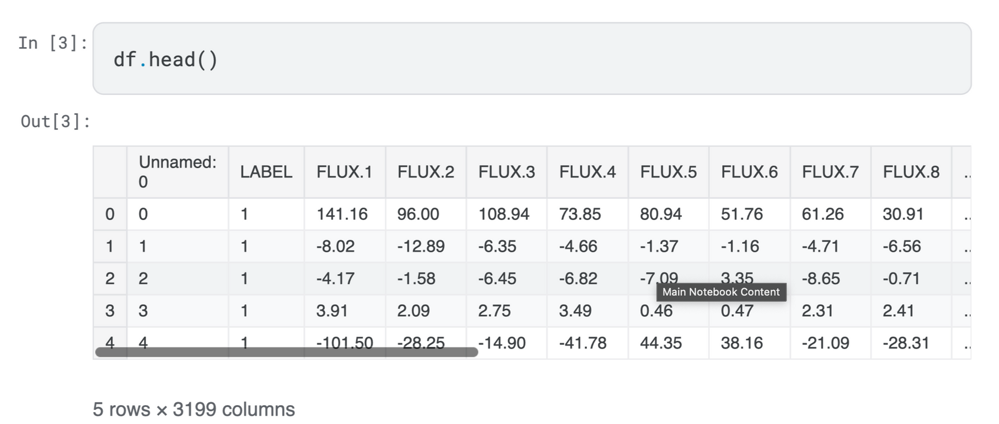 In [3]:
df.head()
Out[3]:
Unnamed: 0 LABEL FLUX.1 FLUX.2 FLUX.3 FLUX.4 FLUX.5 FLUX.6 FLUX.7 FLUX.8 ..
0 0 1 141.16 96.00 108.94 73.85 80.94 51.76 61.26 30.91 ..
1 1 1 -8.02 -12.89 -6.35 -4.66 -1.37 -1.16 -4.71 -6.56 ..
2 2 1 -4.17 -1.58 -6.45 -6.82 -7.09 3.35 -8.65 -0.71 ..
Main Notebook Content
3 3 1 3.91 2.09 2.75 3.49 0.46 0.47 2.31 2.41 ..
4 4 1 -101.50 -28.25 -14.90 -41.78 44.35 38.16 -21.09 -28.31 ..
5 rows × 3199 columns